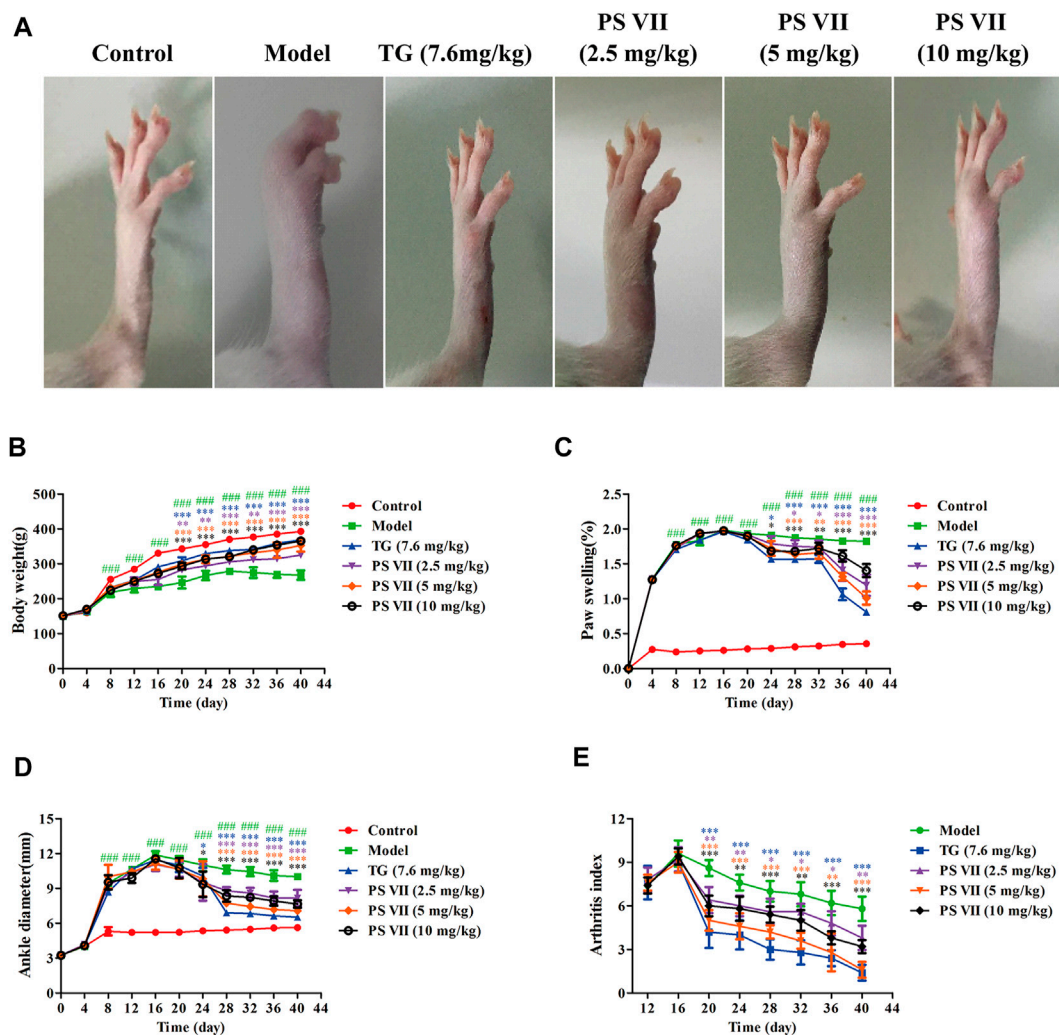 A
Control
Model
TG (7.6mg/kg)
PS VII
(2.5 mg/kg)
PS VII
(5 mg/kg)
PS VII
(10 mg/kg)
B
Body weight(g)
500
400
300
200
100
0
0 4 8 12 16 20 24 28 32 36 40 44
Time (day)
Control
Model
TG (7.6 mg/kg)
PS VII (2.5 mg/kg)
PS VII (5 mg/kg)
PS VII (10 mg/kg)
C
Paw swelling(%)
2.5
2.0
1.5
1.0
0.5
0.0
0 4 8 12 16 20 24 28 32 36 40 44
Time (day)
Control
Model
TG (7.6 mg/kg)
PS VII (2.5 mg/kg)
PS VII (5 mg/kg)
PS VII (10 mg/kg)
D
Ankle diameter(mm)
15
12
9
6
3
0
0 4 8 12 16 20 24 28 32 36 40 44
Time (day)
Control
Model
TG (7.6 mg/kg)
PS VII (2.5 mg/kg)
PS VII (5 mg/kg)
PS VII (10 mg/kg)
E
Arthritis index
15
12
9
6
3
0
12 16 20 24 28 32 36 40 44
Time (day)
Model
TG (7.6 mg/kg)
PS VII (2.5 mg/kg)
PS VII (5 mg/kg)
PS VII (10 mg/kg)